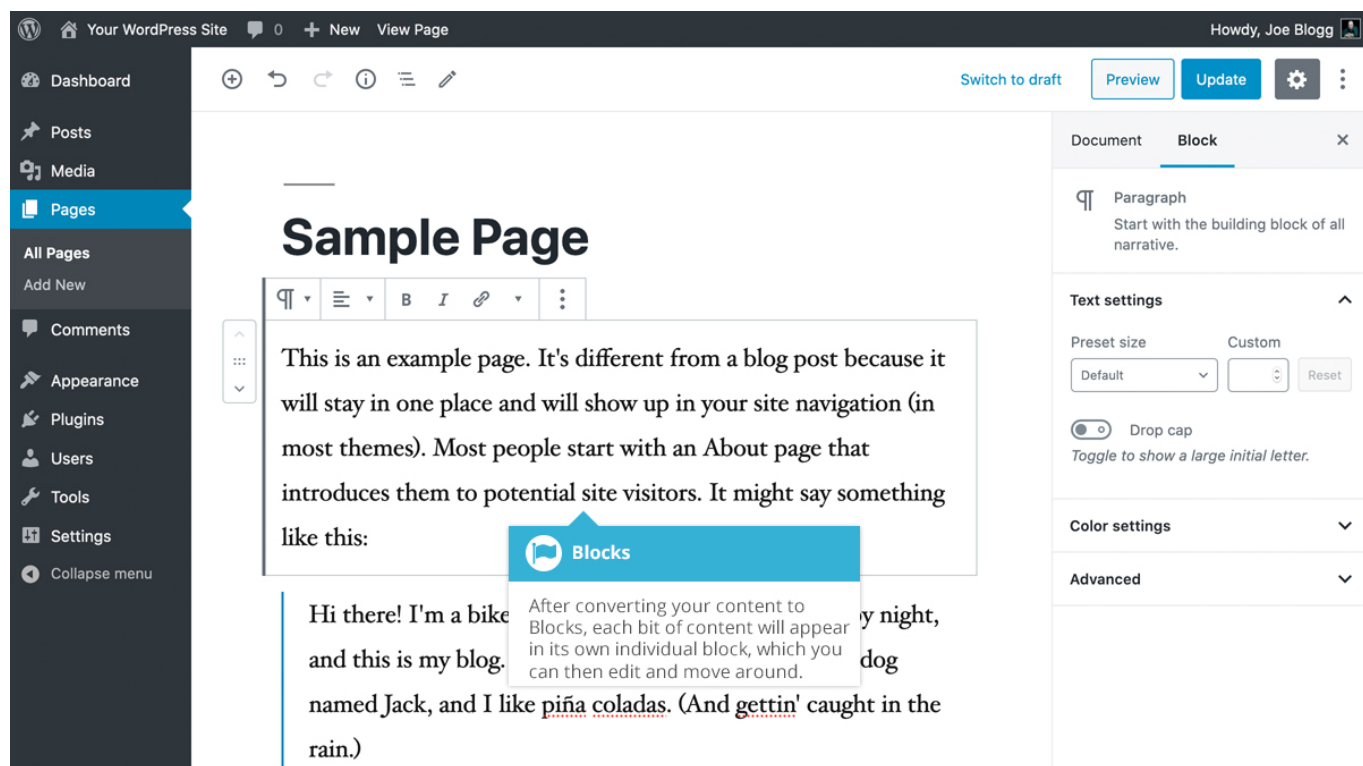 Your WordPress Site 0 + New View Page Howdy, Joe Blogg
Dashboard
Posts
Media
Pages
All Pages
Add New
Comments
Appearance
Plugins
Users
Tools
Settings
Collapse menu
Switch to draft Preview Update
Sample Page
B I
This is an example page. It's different from a blog post because it
will stay in one place and will show up in your site navigation (in
most themes). Most people start with an About page that
introduces them to potential site visitors. It might say something
like this:
Hi there! I'm a bike y night,
and this is my blog. dog
named Jack, and I like piña coladas. (And gettin' caught in the
rain.)
Blocks
After converting your content to
Blocks, each bit of content will appear
in its own individual block, which you
can then edit and move around.
Document Block
Paragraph
Start with the building block of all
narrative.
Text settings
Preset size Custom
Default Reset
Drop cap
Toggle to show a large initial letter.
Color settings
Advanced